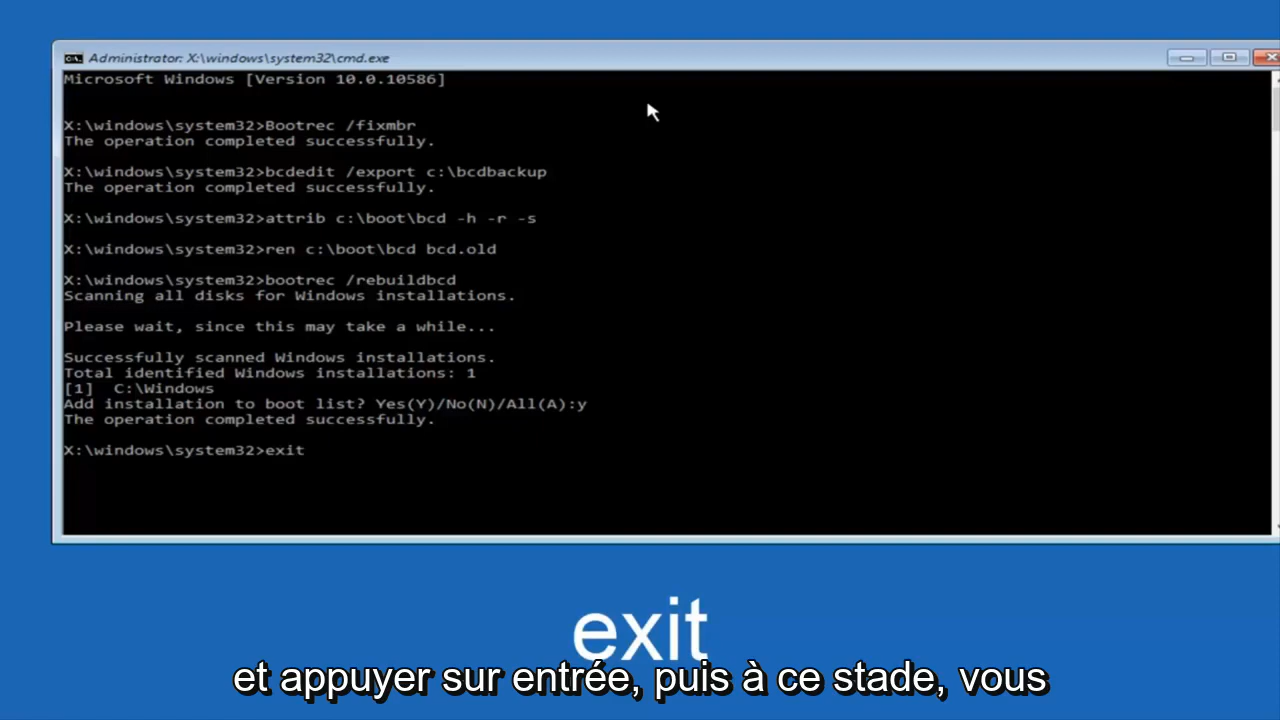 Administrator: X:\windows\system32\cmd.exe
Microsoft Windows [Version 10.0.10586]
X:\windows\system32>Bootrec /fixmbr
The operation completed successfully.
X:\windows\system32>bcdedit /export c:\bcdbackup
The operation completed successfully.
X:\windows\system32>attrib c:\boot\bcd -h -r -s
X:\windows\system32>ren c:\boot\bcd bcd.old
X:\windows\system32>bootrec /rebuildbcd
Scanning all disks for Windows installations.
Please wait, since this may take a while...
Successfully scanned Windows installations.
Total identified Windows installations: 1
[1]  C:\Windows
Add installation to boot list? Yes(Y)/No(N)/All(A):y
The operation completed successfully.
X:\windows\system32>exit
exit
et appuyer sur entrée, puis à ce stade, vous